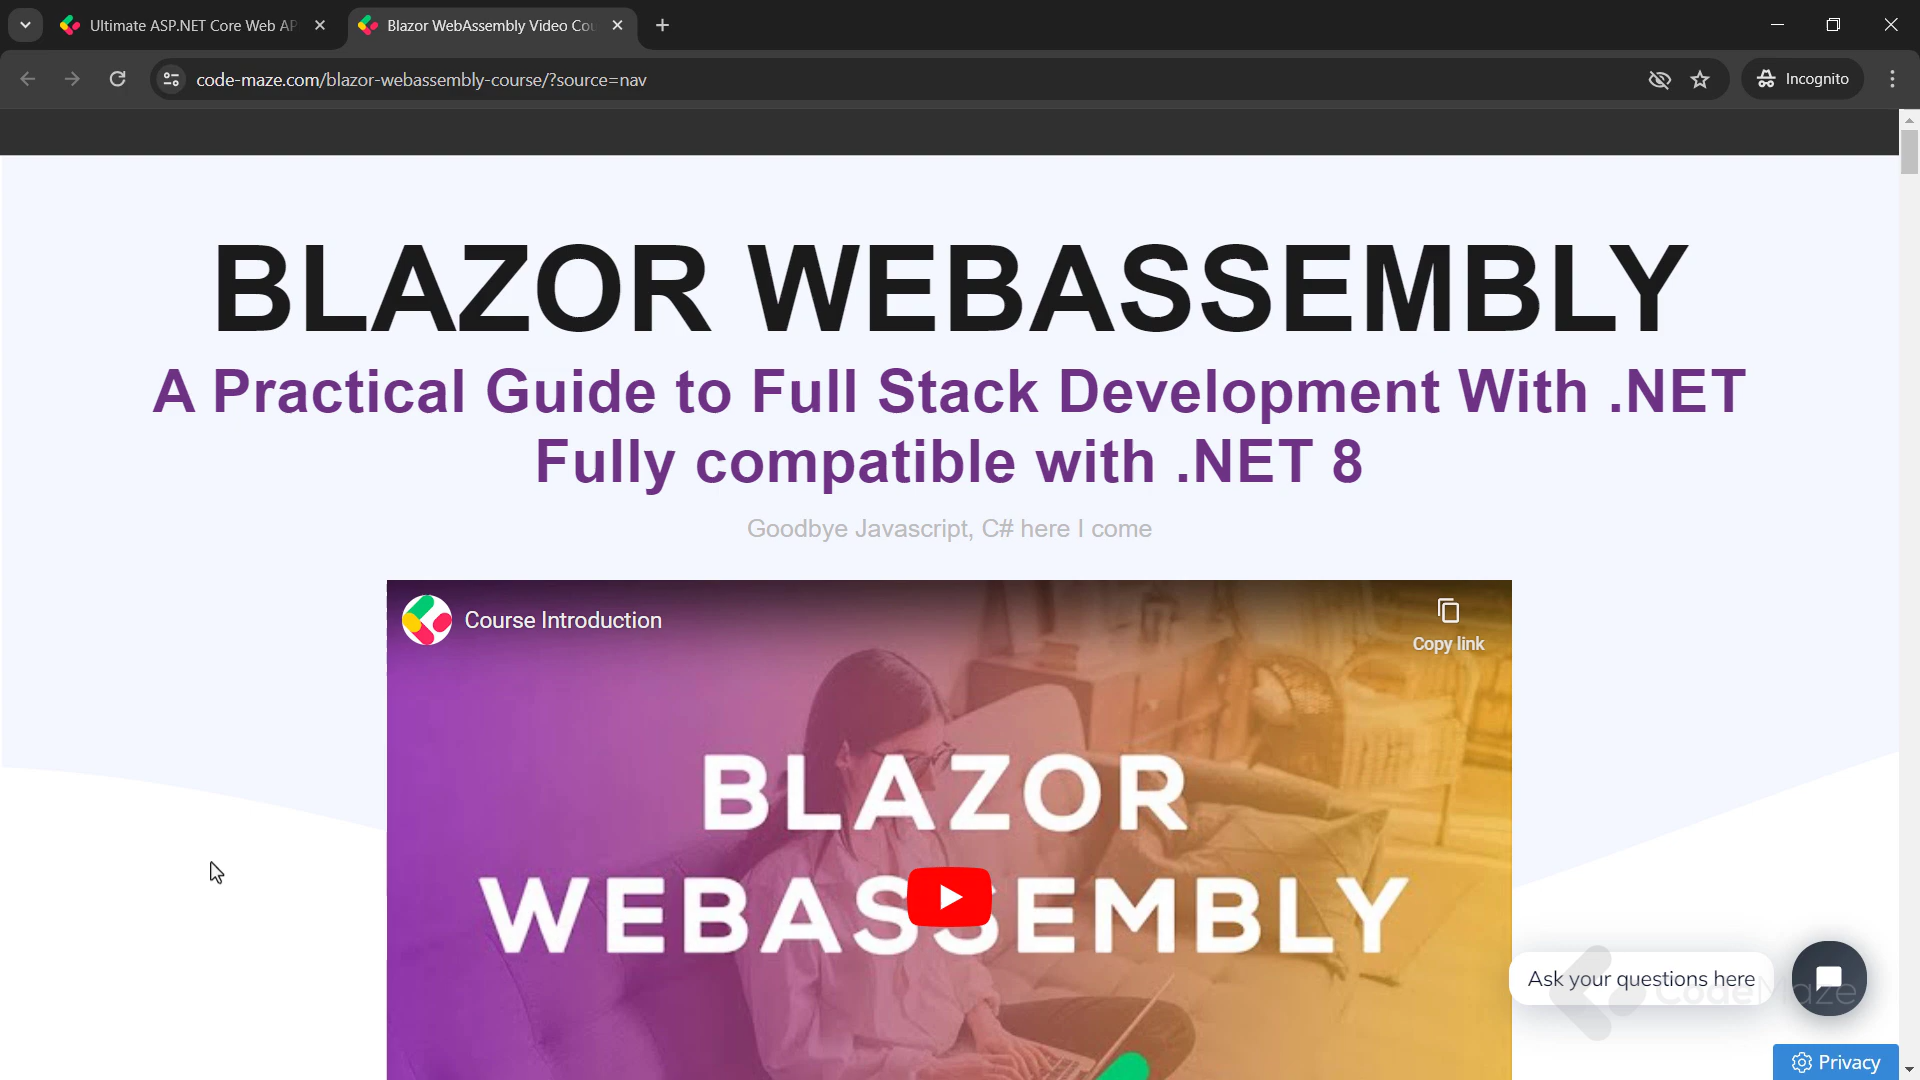 Ultimate ASP.NET Core Web AP
Blazor WebAssembly Video Cou
code-maze.com/blazor-webassembly-course/?source=nav
Incognito
BLAZOR WEBASSEMBLY
A Practical Guide to Full Stack Development With .NET
Fully compatible with .NET 8
Goodbye Javascript, C# here I come
Course Introduction
Copy link
BLAZOR
WEBASSEMBLY
Ask your questions here
CodeMaze
Privacy